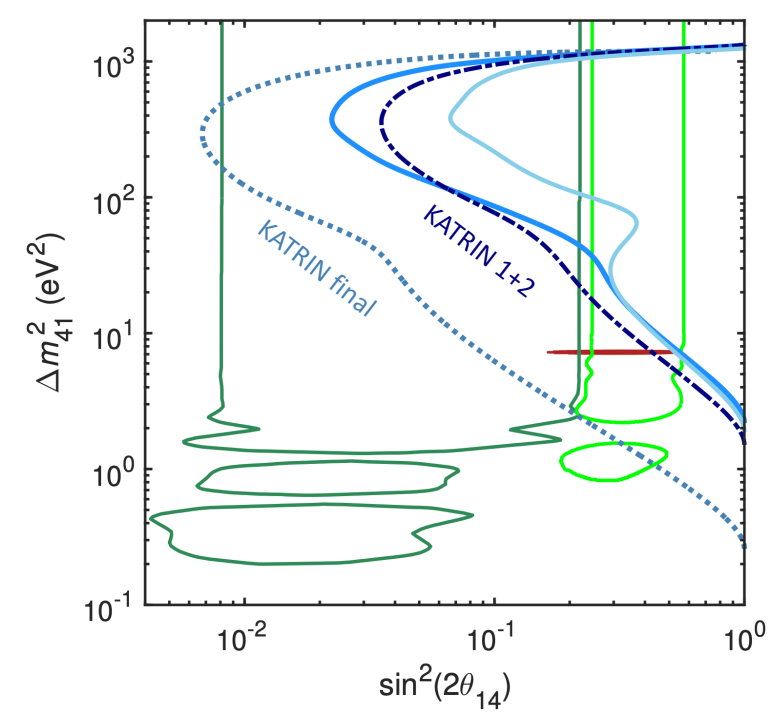 10³
10²
10¹
10⁰
10⁻¹
Δm²₄₁ (eV²)
KATRIN final
KATRIN 1+2
10⁻²
10⁻¹
10⁰
sin²(2θ₁₄)